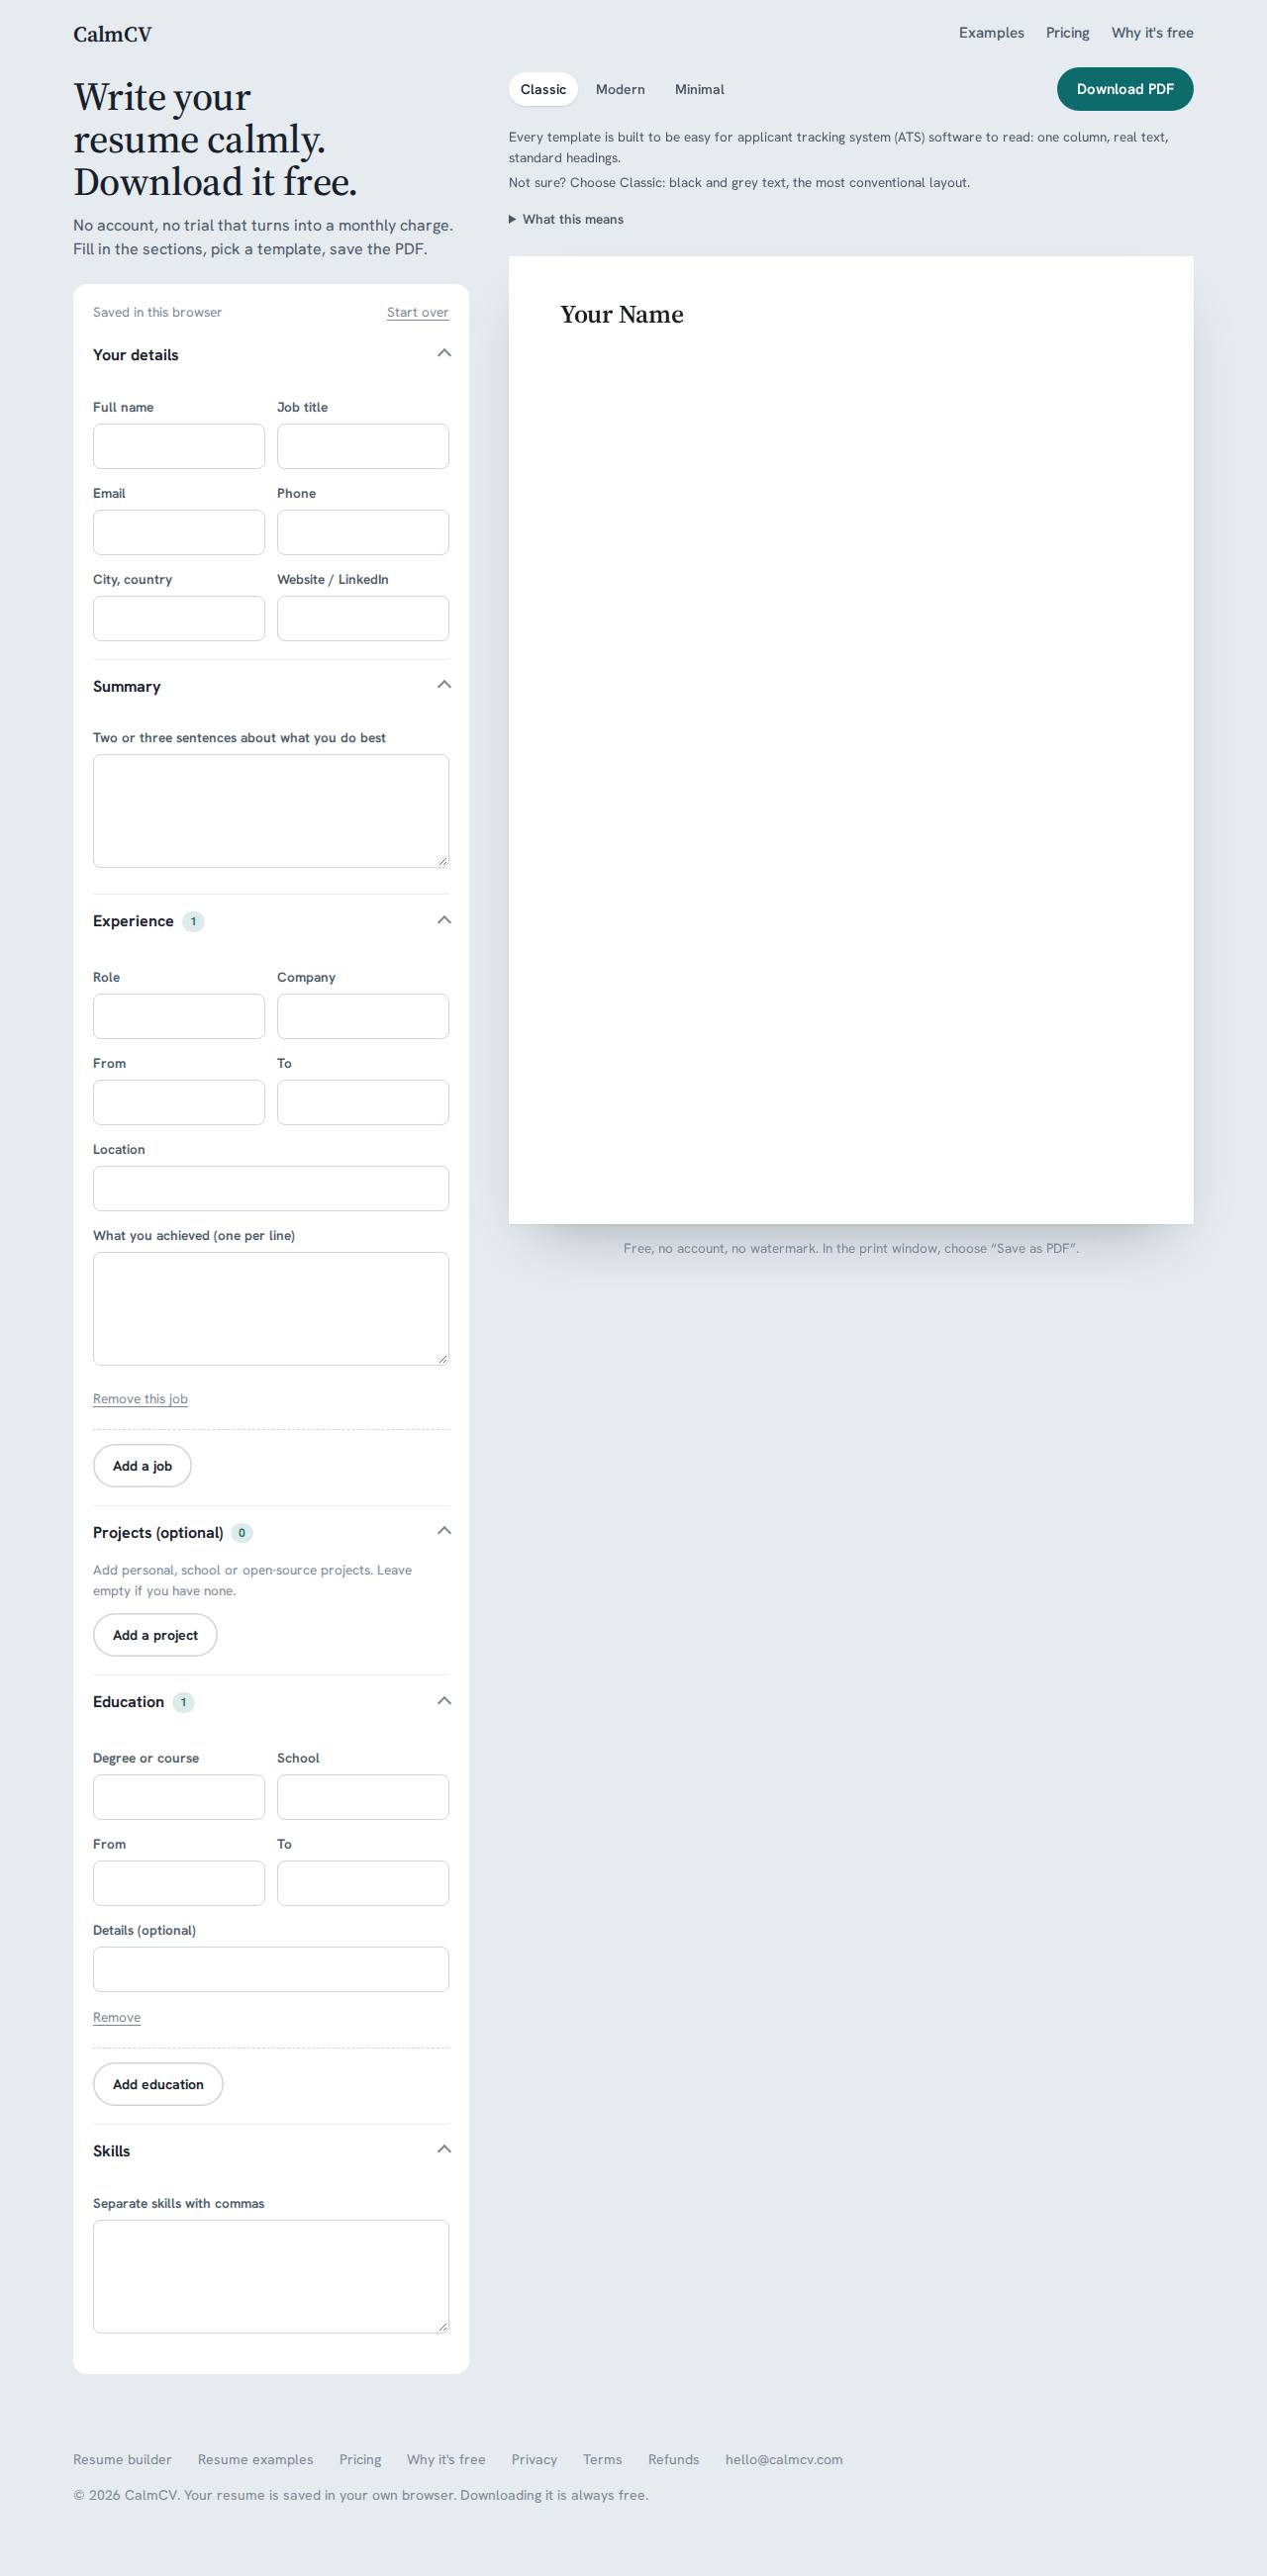 CalmCV
Examples
Pricing
Why it's free
Write your
resume calmly.
Download it free.
No account, no trial that turns into a monthly charge.
Fill in the sections, pick a template, save the PDF.
Saved in this browser
Start over
Your details
Full name
Job title
Email
Phone
City, country
Website / LinkedIn
Summary
Two or three sentences about what you do best
Experience 1
Role
Company
From
To
Location
What you achieved (one per line)
Remove this job
Add a job
Projects (optional) 0
Add personal, school or open-source projects. Leave
empty if you have none.
Add a project
Education 1
Degree or course
School
From
To
Details (optional)
Remove
Add education
Skills
Separate skills with commas
Classic
Modern
Minimal
Download PDF
Every template is built to be easy for applicant tracking system (ATS) software to read: one column, real text,
standard headings.
Not sure? Choose Classic: black and grey text, the most conventional layout.
What this means
Your Name
Free, no account, no watermark. In the print window, choose “Save as PDF”.
Resume builder
Resume examples
Pricing
Why it's free
Privacy
Terms
Refunds
hello@calmcv.com
© 2026 CalmCV. Your resume is saved in your own browser. Downloading it is always free.